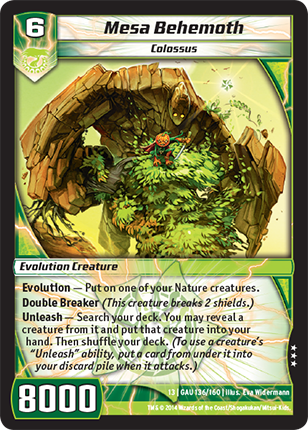 6
Mesa Behemoth
Colossus
Evolution Creature
Evolution — Put on one of your Nature creatures.
Double Breaker (This creature breaks 2 shields.)
Unleash — Search your deck. You may reveal a
creature from it and put that creature into your
hand. Then shuffle your deck. (To use a creature's
"Unleash" ability, put a card from under it into
your discard pile when it attacks.)
8000
13 | GAU 136/160 | Illus. Eva Widermann
TM& © 2014 Wizards of the Coast/Shogakukan/Mitsui-Kids.